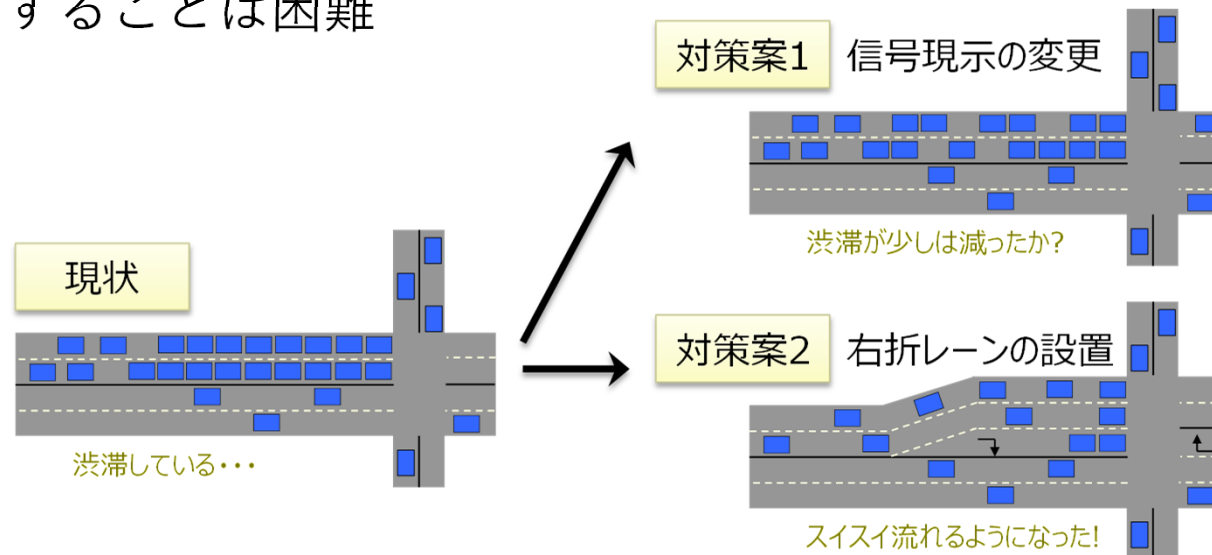 することは困難
対策案1 信号現示の変更
渋滞が少しは減ったか?
現状
渋滞している・・・
対策案2 右折レーンの設置
スイスイ流れるようになった!